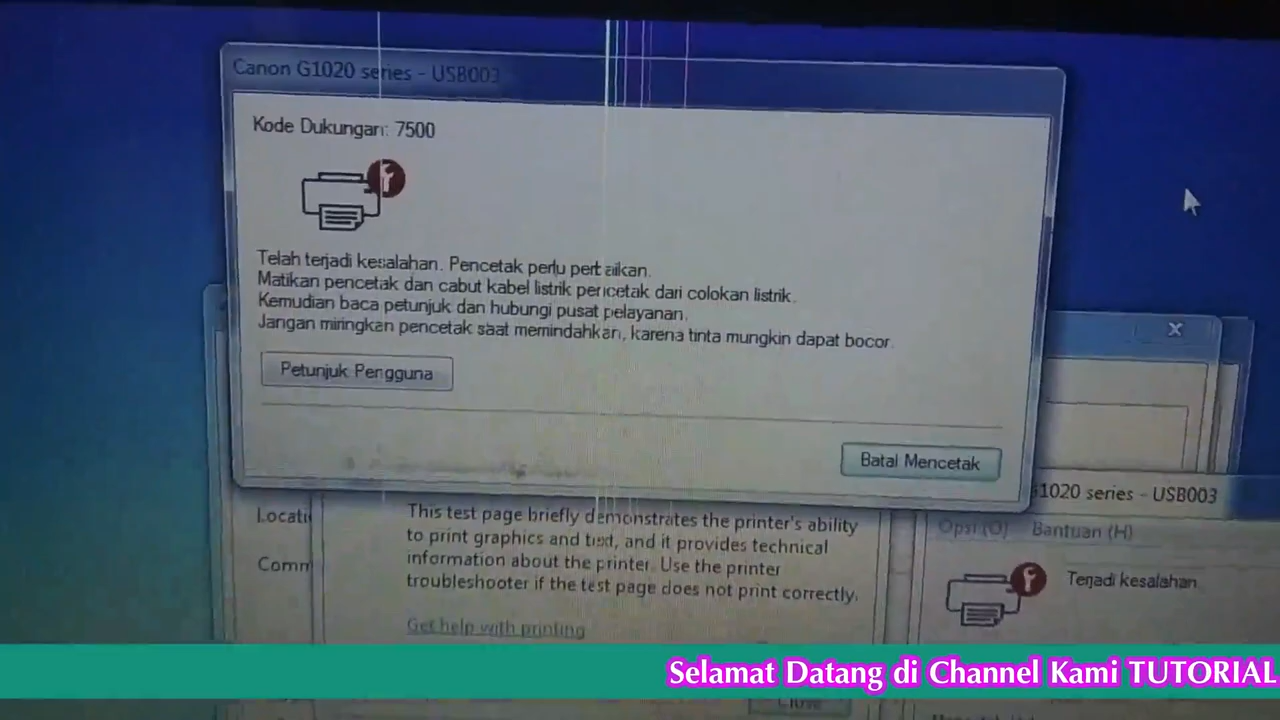 Canon G1020 series - USB003
Kode Dukungan: 7500
Telah terjadi kesalahan. Pencetak perlu perbaikan.
Matikan pencetak dan cabut kabel listrik pencetak dari colokan listrik.
Kemudian baca petunjuk dan hubungi pusat pelayanan.
Jangan miringkan pencetak saat memindahkan, karena tinta mungkin dapat bocor.
Petunjuk Pengguna
Batal Mencetak
G1020 series - USB003
Opsi (O) Bantuan (H)
Terjadi kesalahan.
Locati
Comm
This test page briefly demonstrates the printer's ability
to print graphics and text, and it provides technical
information about the printer. Use the printer
troubleshooter if the test page does not print correctly.
Get help with printing
Close
Selamat Datang di Channel Kami TUTORIAL